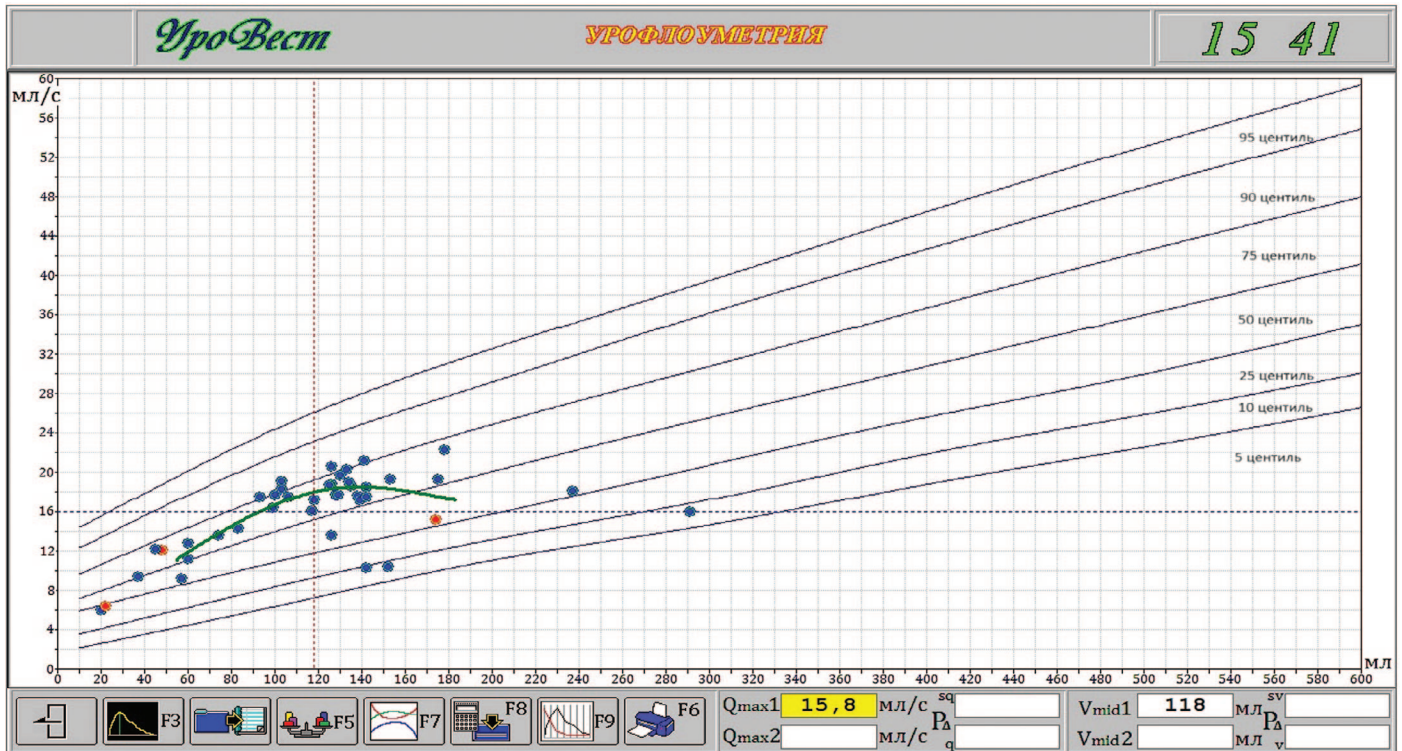 УроВест
УРОФЛОУМЕТРИЯ
15 41
мл/с
60
56
52
48
44
40
36
32
28
24
20
16
12
8
4
0
95 центиль
90 центиль
75 центиль
50 центиль
25 центиль
10 центиль
5 центиль
0 20 40 60 80 100 120 140 160 180 200 220 240 260 280 300 320 340 360 380 400 420 440 460 480 500 520 540 560 580 600
мл
F3 F5 F7 F8 F9 F6
Qmax1 15,8 мл/с sq Vmid1 118 мл sv
PΔ PΔ
Qmax2 мл/с q Vmid2 мл v